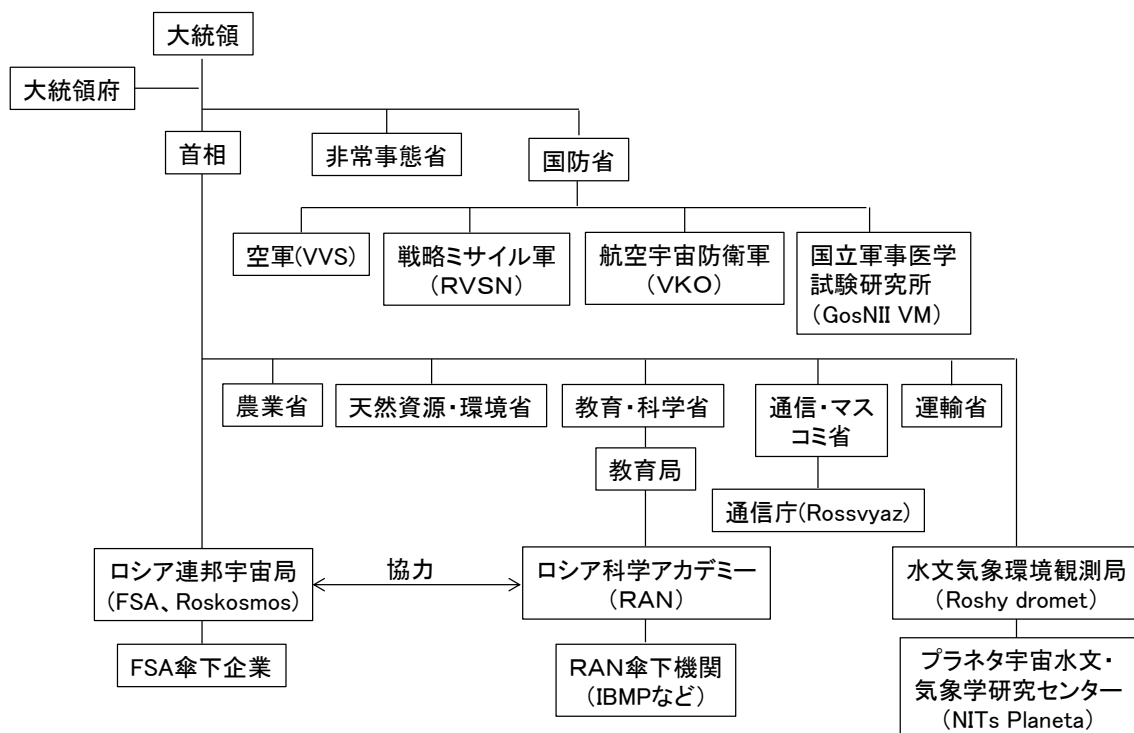 大統領
大統領府
首相
非常事態省
国防省
空軍(VVS)
戦略ミサイル軍
(RVSN)
航空宇宙防衛軍
(VKO)
国立軍事医学
試験研究所
(GosNII VM)
農業省
天然資源・環境省
教育・科学省
通信・マス
コミ省
運輸省
教育局
通信庁(Rossvyaz)
ロシア連邦宇宙局
(FSA、Roskosmos)
協力
ロシア科学アカデミー
(RAN)
水文気象環境観測局
(Roshy dromet)
FSA傘下企業
RAN傘下機関
(IBMPなど)
プラネタ宇宙水文・
気象学研究センター
(NITs Planeta)